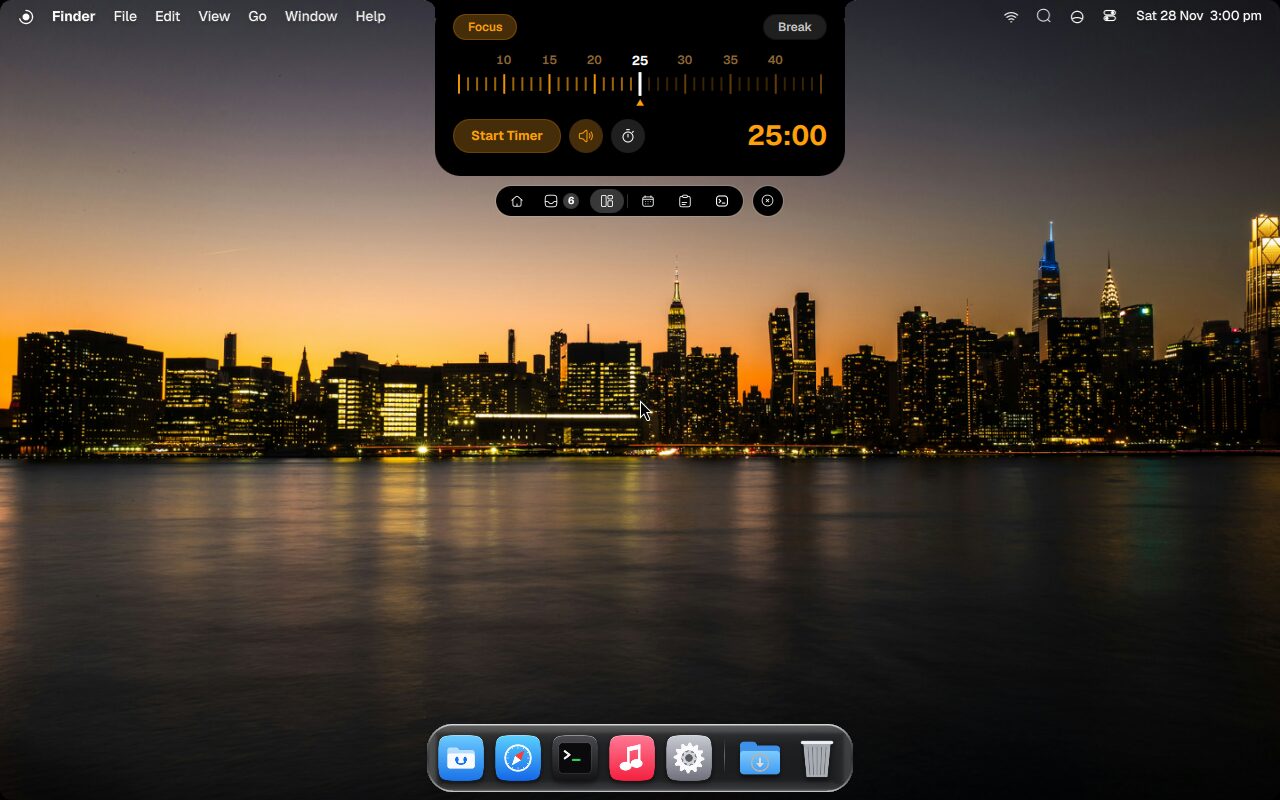 Finder File Edit View Go Window Help
Sat 28 Nov 3:00 pm
Focus
Break
10 15 20 25 30 35 40
Start Timer
25:00
6